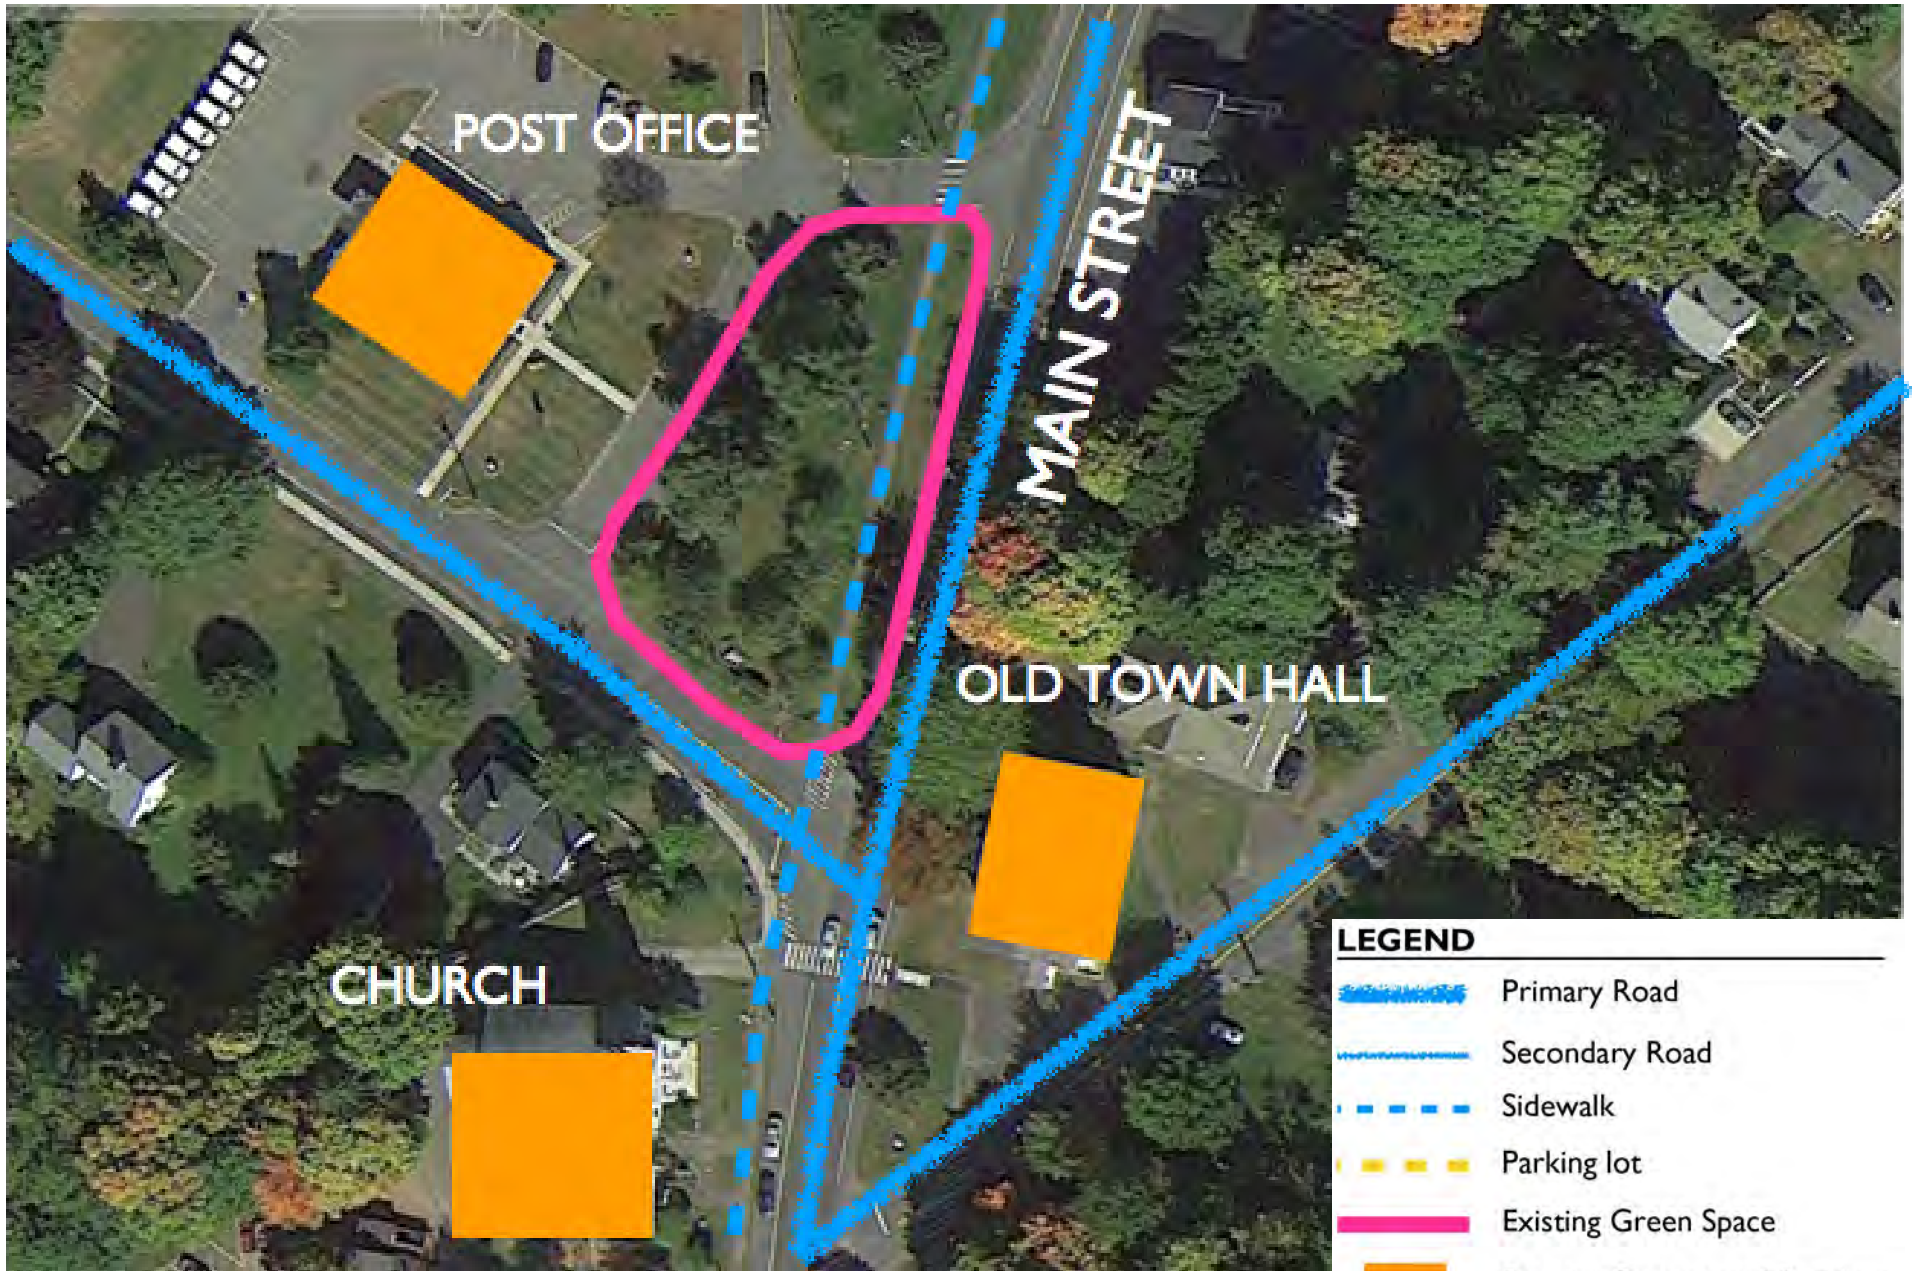 POST OFFICE
MAIN STREET
OLD TOWN HALL
CHURCH
LEGEND
Primary Road
Secondary Road
Sidewalk
Parking lot
Existing Green Space